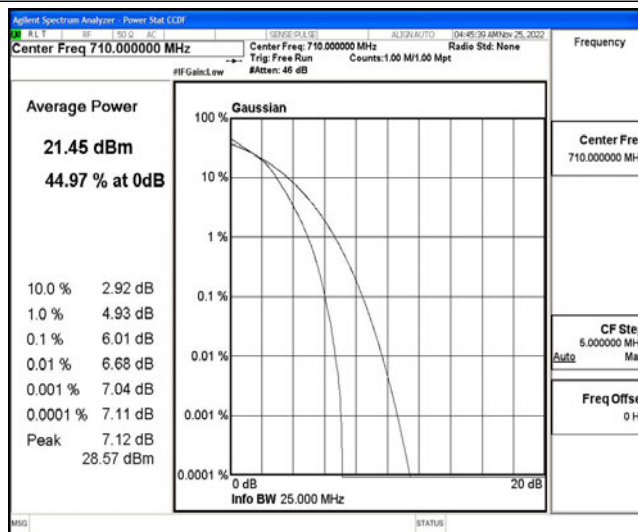 Agilent Spectrum Analyzer - Power Stat CCDF
RLT RF 50 Ω AC SENSE:PULSE ALIGN AUTO 04:45:39 AM Nov 25, 2022
Center Freq 710.000000 MHz
Center Freq: 710.000000 MHz Radio Std: None
Trig: Free Run Counts:1.00 M/1.00 Mpt
#IFGain:Low #Atten: 46 dB
Frequency
Average Power
21.45 dBm
44.97 % at 0dB
10.0 % 2.92 dB
1.0 % 4.93 dB
0.1 % 6.01 dB
0.01 % 6.68 dB
0.001 % 7.04 dB
0.0001 % 7.11 dB
Peak 7.12 dB
28.57 dBm
Gaussian
100 %
10 %
1 %
0.1 %
0.01 %
0.001 %
0.0001 %
0 dB 20 dB
Info BW 25.000 MHz
Center Fre
710.000000 MH
CF Ste
5.000000 MH
Auto Ma
Freq Offse
0 H
MSG STATUS